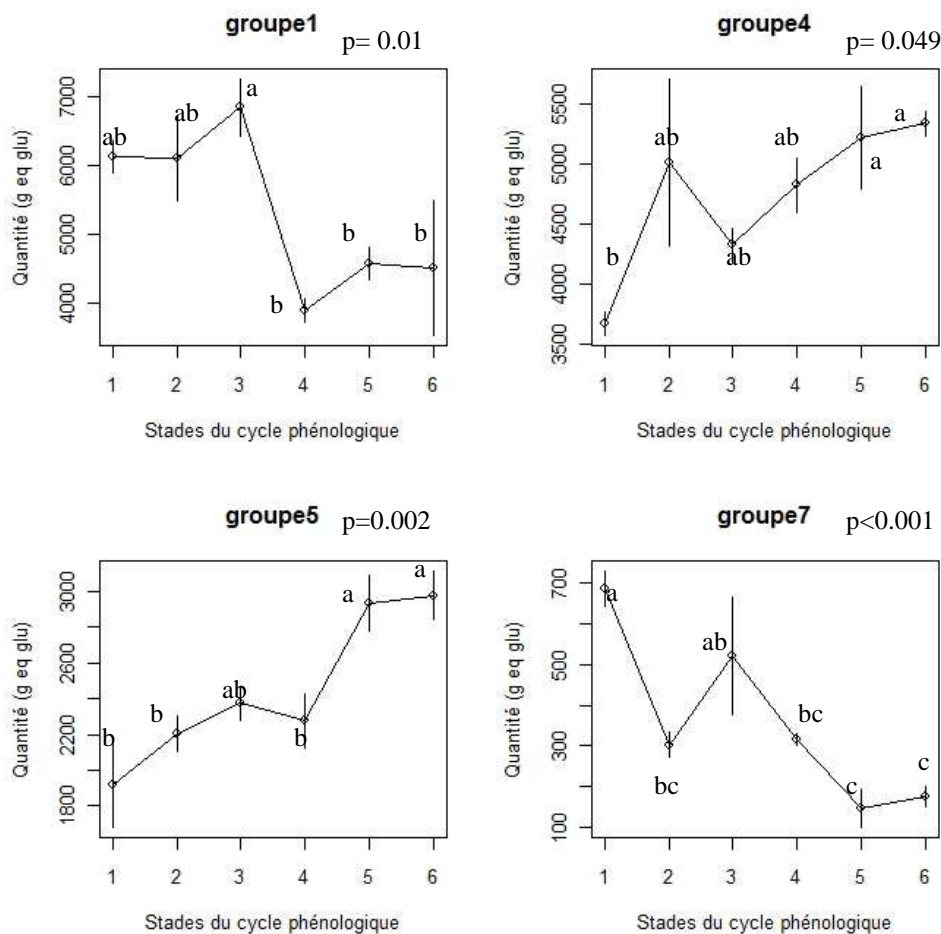 groupe1 p= 0.01
Quantité (g eq glu)
7000
6000
5000
4000
ab ab a b b b
1 2 3 4 5 6
Stades du cycle phénologique
groupe4 p= 0.049
Quantité (g eq glu)
5500
5000
4500
4000
3500
b ab ab ab a a
1 2 3 4 5 6
Stades du cycle phénologique
groupe5 p=0.002
Quantité (g eq glu)
3000
2600
2200
1800
b b ab b a a
1 2 3 4 5 6
Stades du cycle phénologique
groupe7 p<0.001
Quantité (g eq glu)
700
500
300
100
a bc ab bc c c
1 2 3 4 5 6
Stades du cycle phénologique